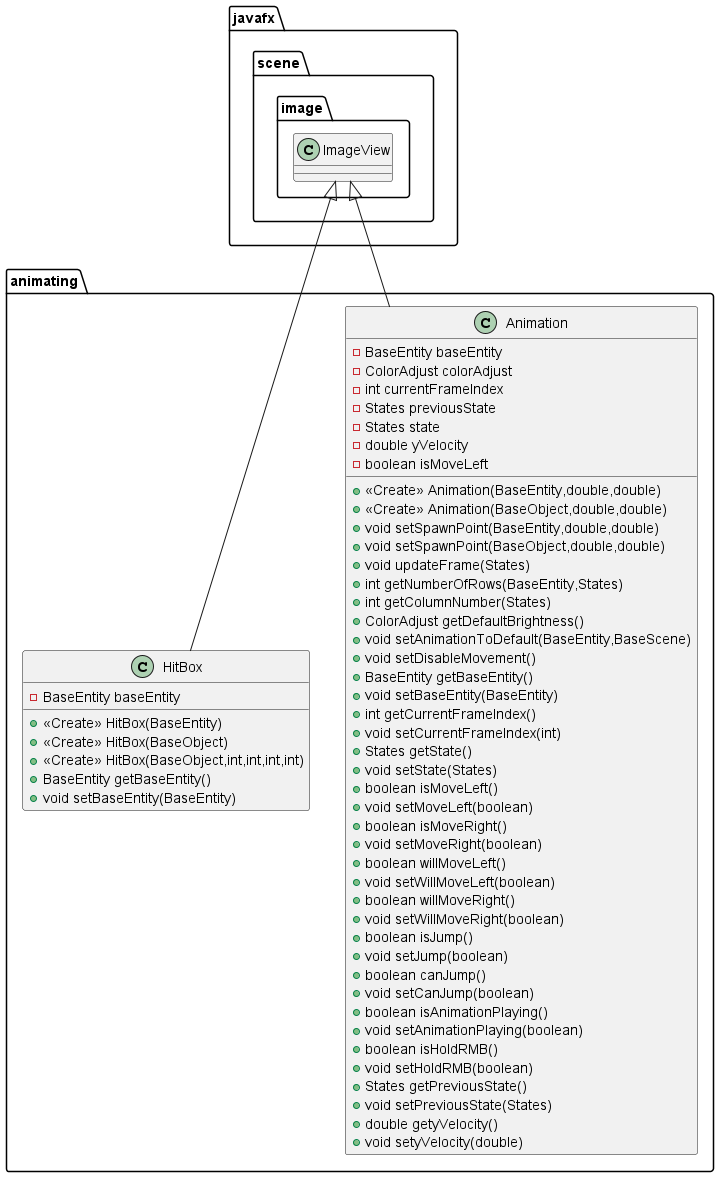 javafx
scene
image
C ImageView
animating
C Animation
BaseEntity baseEntity
ColorAdjust colorAdjust
int currentFrameIndex
States previousState
States state
double yVelocity
boolean isMoveLeft
«Create» Animation(BaseEntity,double,double)
«Create» Animation(BaseObject,double,double)
void setSpawnPoint(BaseEntity,double,double)
void setSpawnPoint(BaseObject,double,double)
void updateFrame(States)
int getNumberOfRows(BaseEntity,States)
int getColumnNumber(States)
ColorAdjust getDefaultBrightness()
void setAnimationToDefault(BaseEntity,BaseScene)
void setDisableMovement()
BaseEntity getBaseEntity()
void setBaseEntity(BaseEntity)
int getCurrentFrameIndex()
void setCurrentFrameIndex(int)
States getState()
void setState(States)
boolean isMoveLeft()
void setMoveLeft(boolean)
boolean isMoveRight()
void setMoveRight(boolean)
boolean willMoveLeft()
void setWillMoveLeft(boolean)
boolean willMoveRight()
void setWillMoveRight(boolean)
boolean isJump()
void setJump(boolean)
boolean canJump()
void setCanJump(boolean)
boolean isAnimationPlaying()
void setAnimationPlaying(boolean)
boolean isHoldRMB()
void setHoldRMB(boolean)
States getPreviousState()
void setPreviousState(States)
double getyVelocity()
void setyVelocity(double)
C HitBox
BaseEntity baseEntity
«Create» HitBox(BaseEntity)
«Create» HitBox(BaseObject)
«Create» HitBox(BaseObject,int,int,int,int)
BaseEntity getBaseEntity()
void setBaseEntity(BaseEntity)